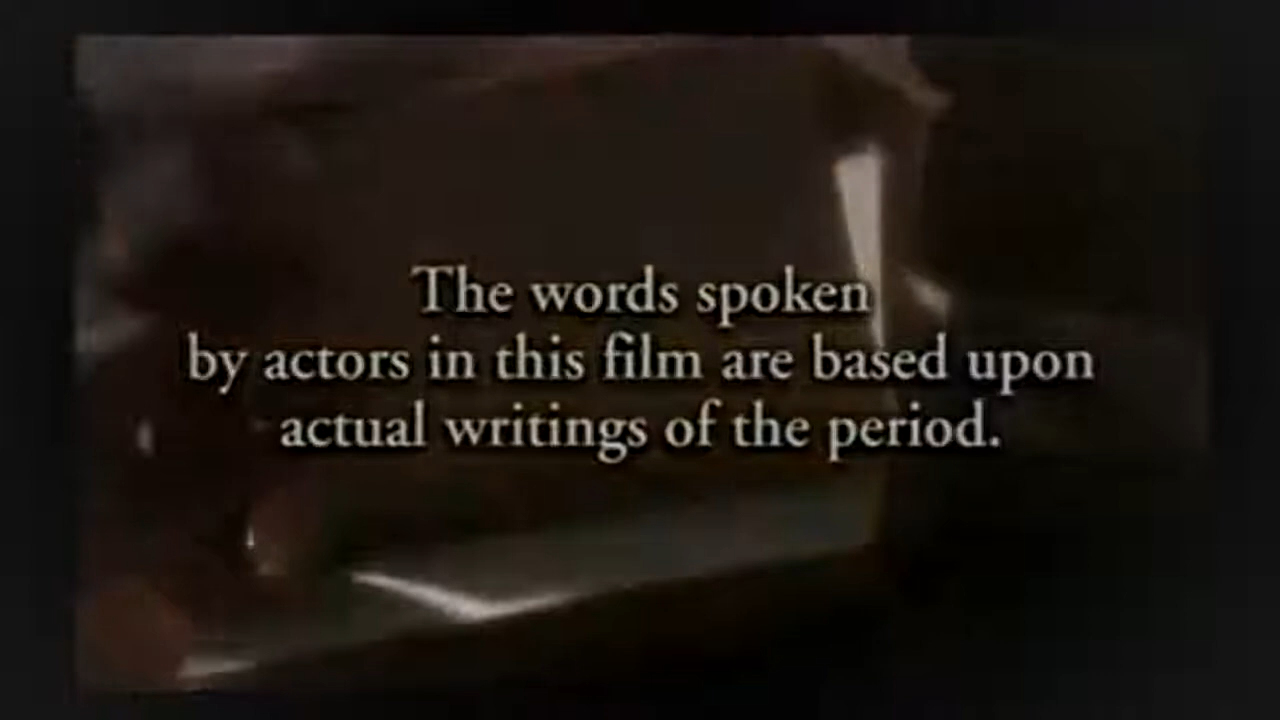 The words spoken
by actors in this film are based upon
actual writings of the period.